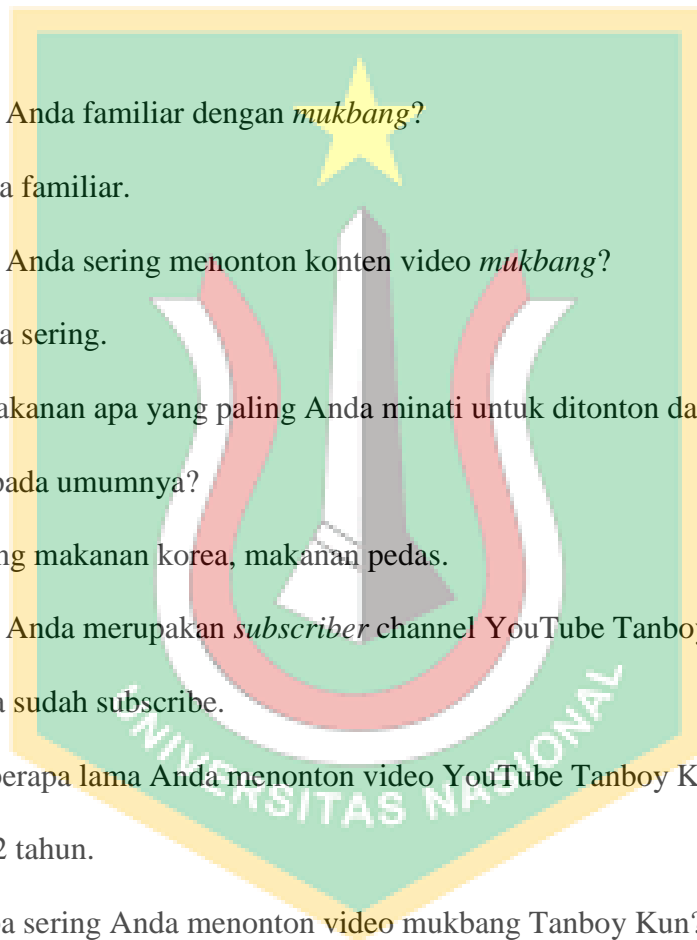 Anda familiar dengan mukbang?
a familiar.
Anda sering menonton konten video mukbang?
a sering.
akanan apa yang paling Anda minati untuk ditonton da
pada umumnya?
ng makanan korea, makanan pedas.
Anda merupakan subscriber channel YouTube Tanboy
a sudah subscribe.
berapa lama Anda menonton video YouTube Tanboy K
2 tahun.
a sering Anda menonton video mukbang Tanboy Kun?
UNIVERSITAS NASIONAL